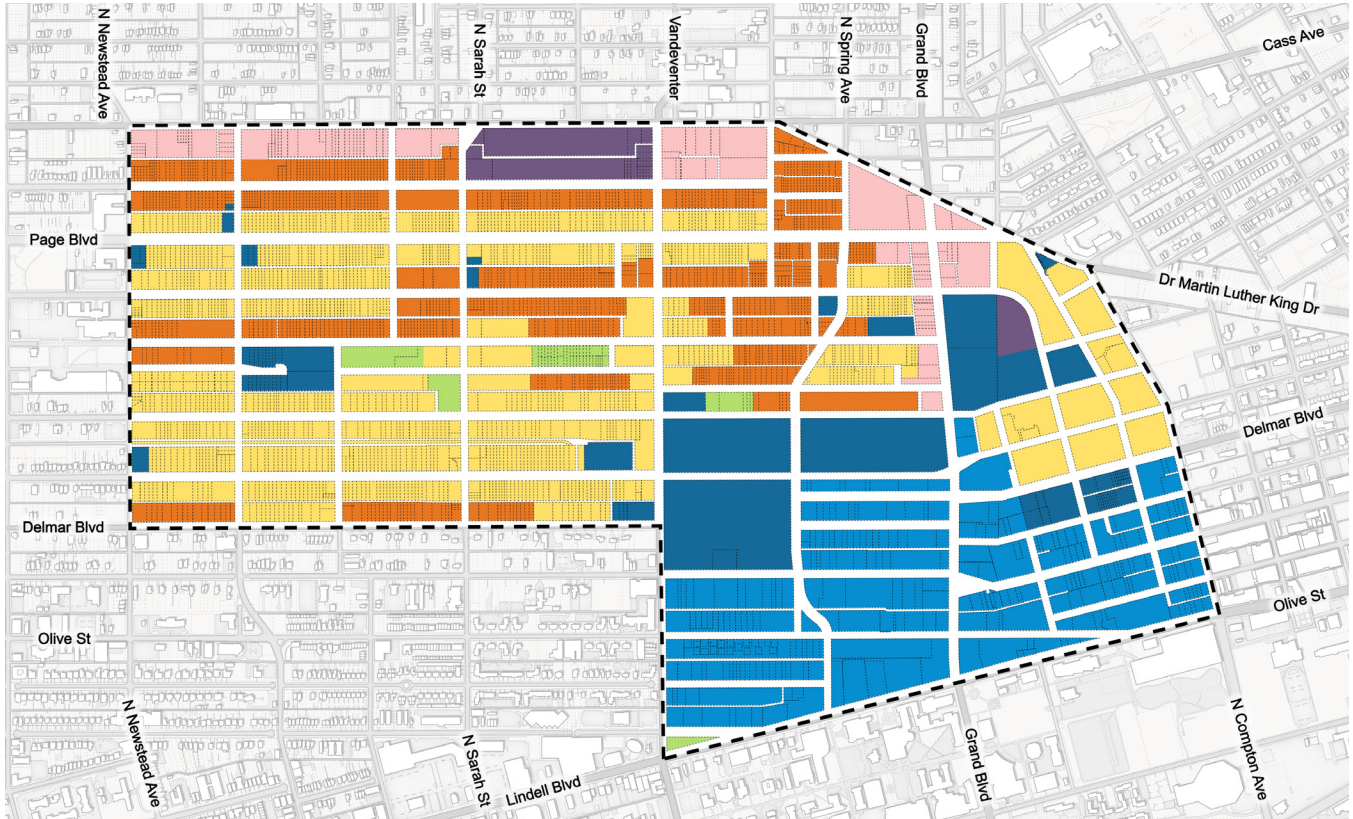 N Newstead Ave
N Sarah St
Vandeventer
N Spring Ave
Grand Blvd
Cass Ave
Page Blvd
Dr Martin Luther King Dr
Delmar Blvd
Delmar Blvd
Olive St
Olive St
N Newstead Ave
N Sarah St
Lindell Blvd
Grand Blvd
N Compton Ave